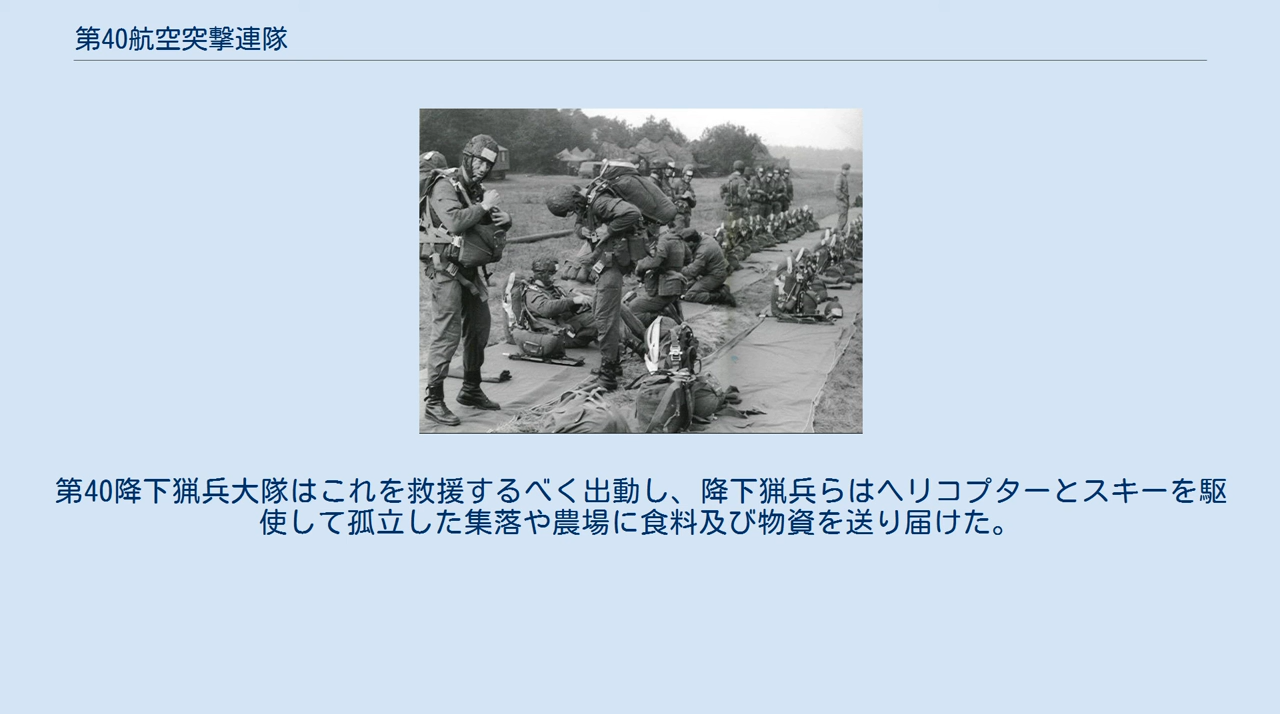 第40航空突撃連隊
第40降下猟兵大隊はこれを救援するべく出動し、降下猟兵らはヘリコプターとスキーを駆
使して孤立した集落や農場に食料及び物資を送り届けた。